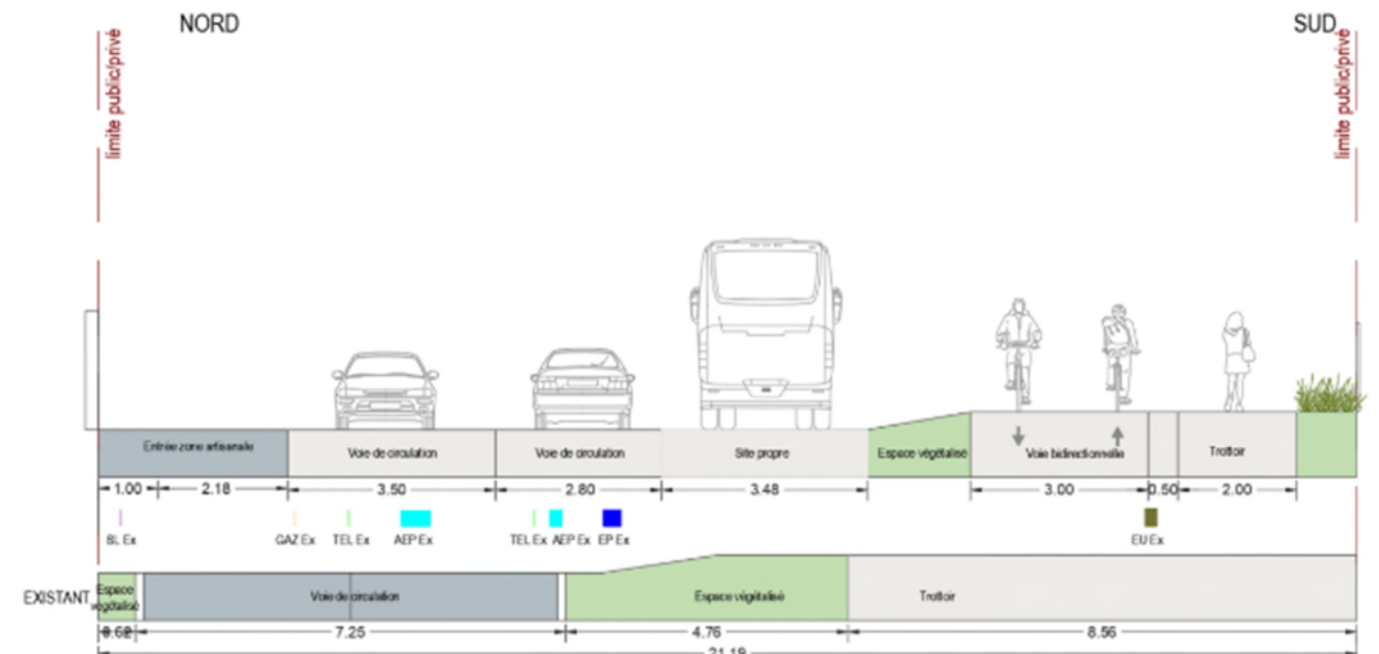 NORD
SUD
limite public/privé
limite public/privé
Entrée zone artisanale
Voie de circulation
Voie de circulation
Site propre
Espace végétalisé
Voie bidirectionnelle
Trottoir
1.00
2.18
3.50
2.80
3.48
3.00
0.50
2.00
SL Ex
GAZ Ex
TEL Ex
AEP Ex
TEL Ex
AEP Ex
EP Ex
EU Ex
EXISTANT
Espace
végétalisé
Voie de circulation
Espace végétalisé
Trottoir
7.25
4.76
8.56
21.19